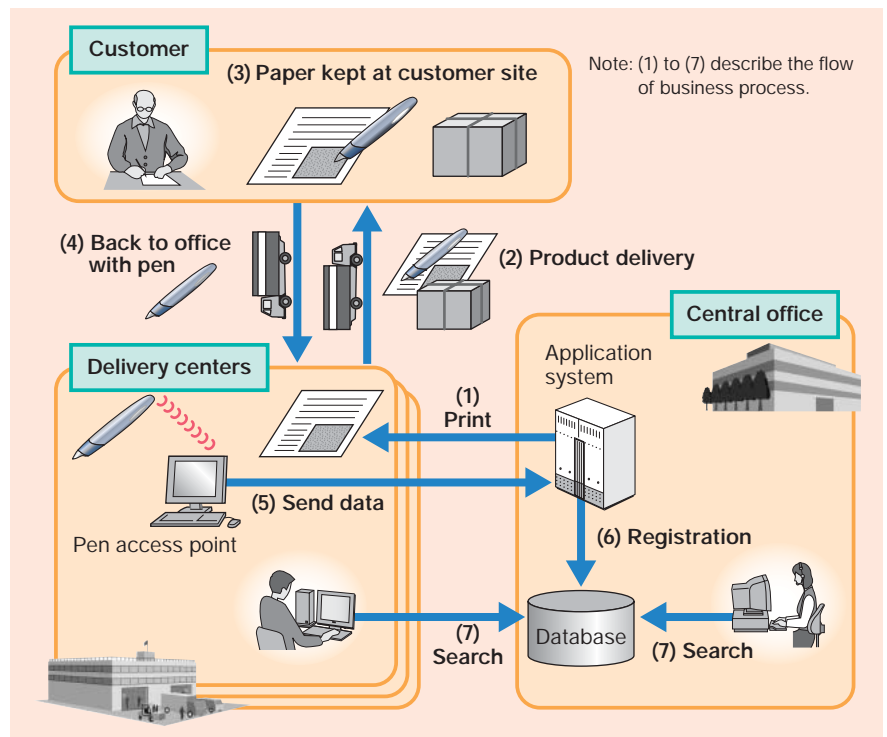 Customer
(3) Paper kept at customer site
Note: (1) to (7) describe the flow
of business process.
(4) Back to office
with pen
(2) Product delivery
Central office
Delivery centers
Application
system
(1)
Print
(5) Send data
Pen access point
(6) Registration
Database
(7)
Search
(7) Search